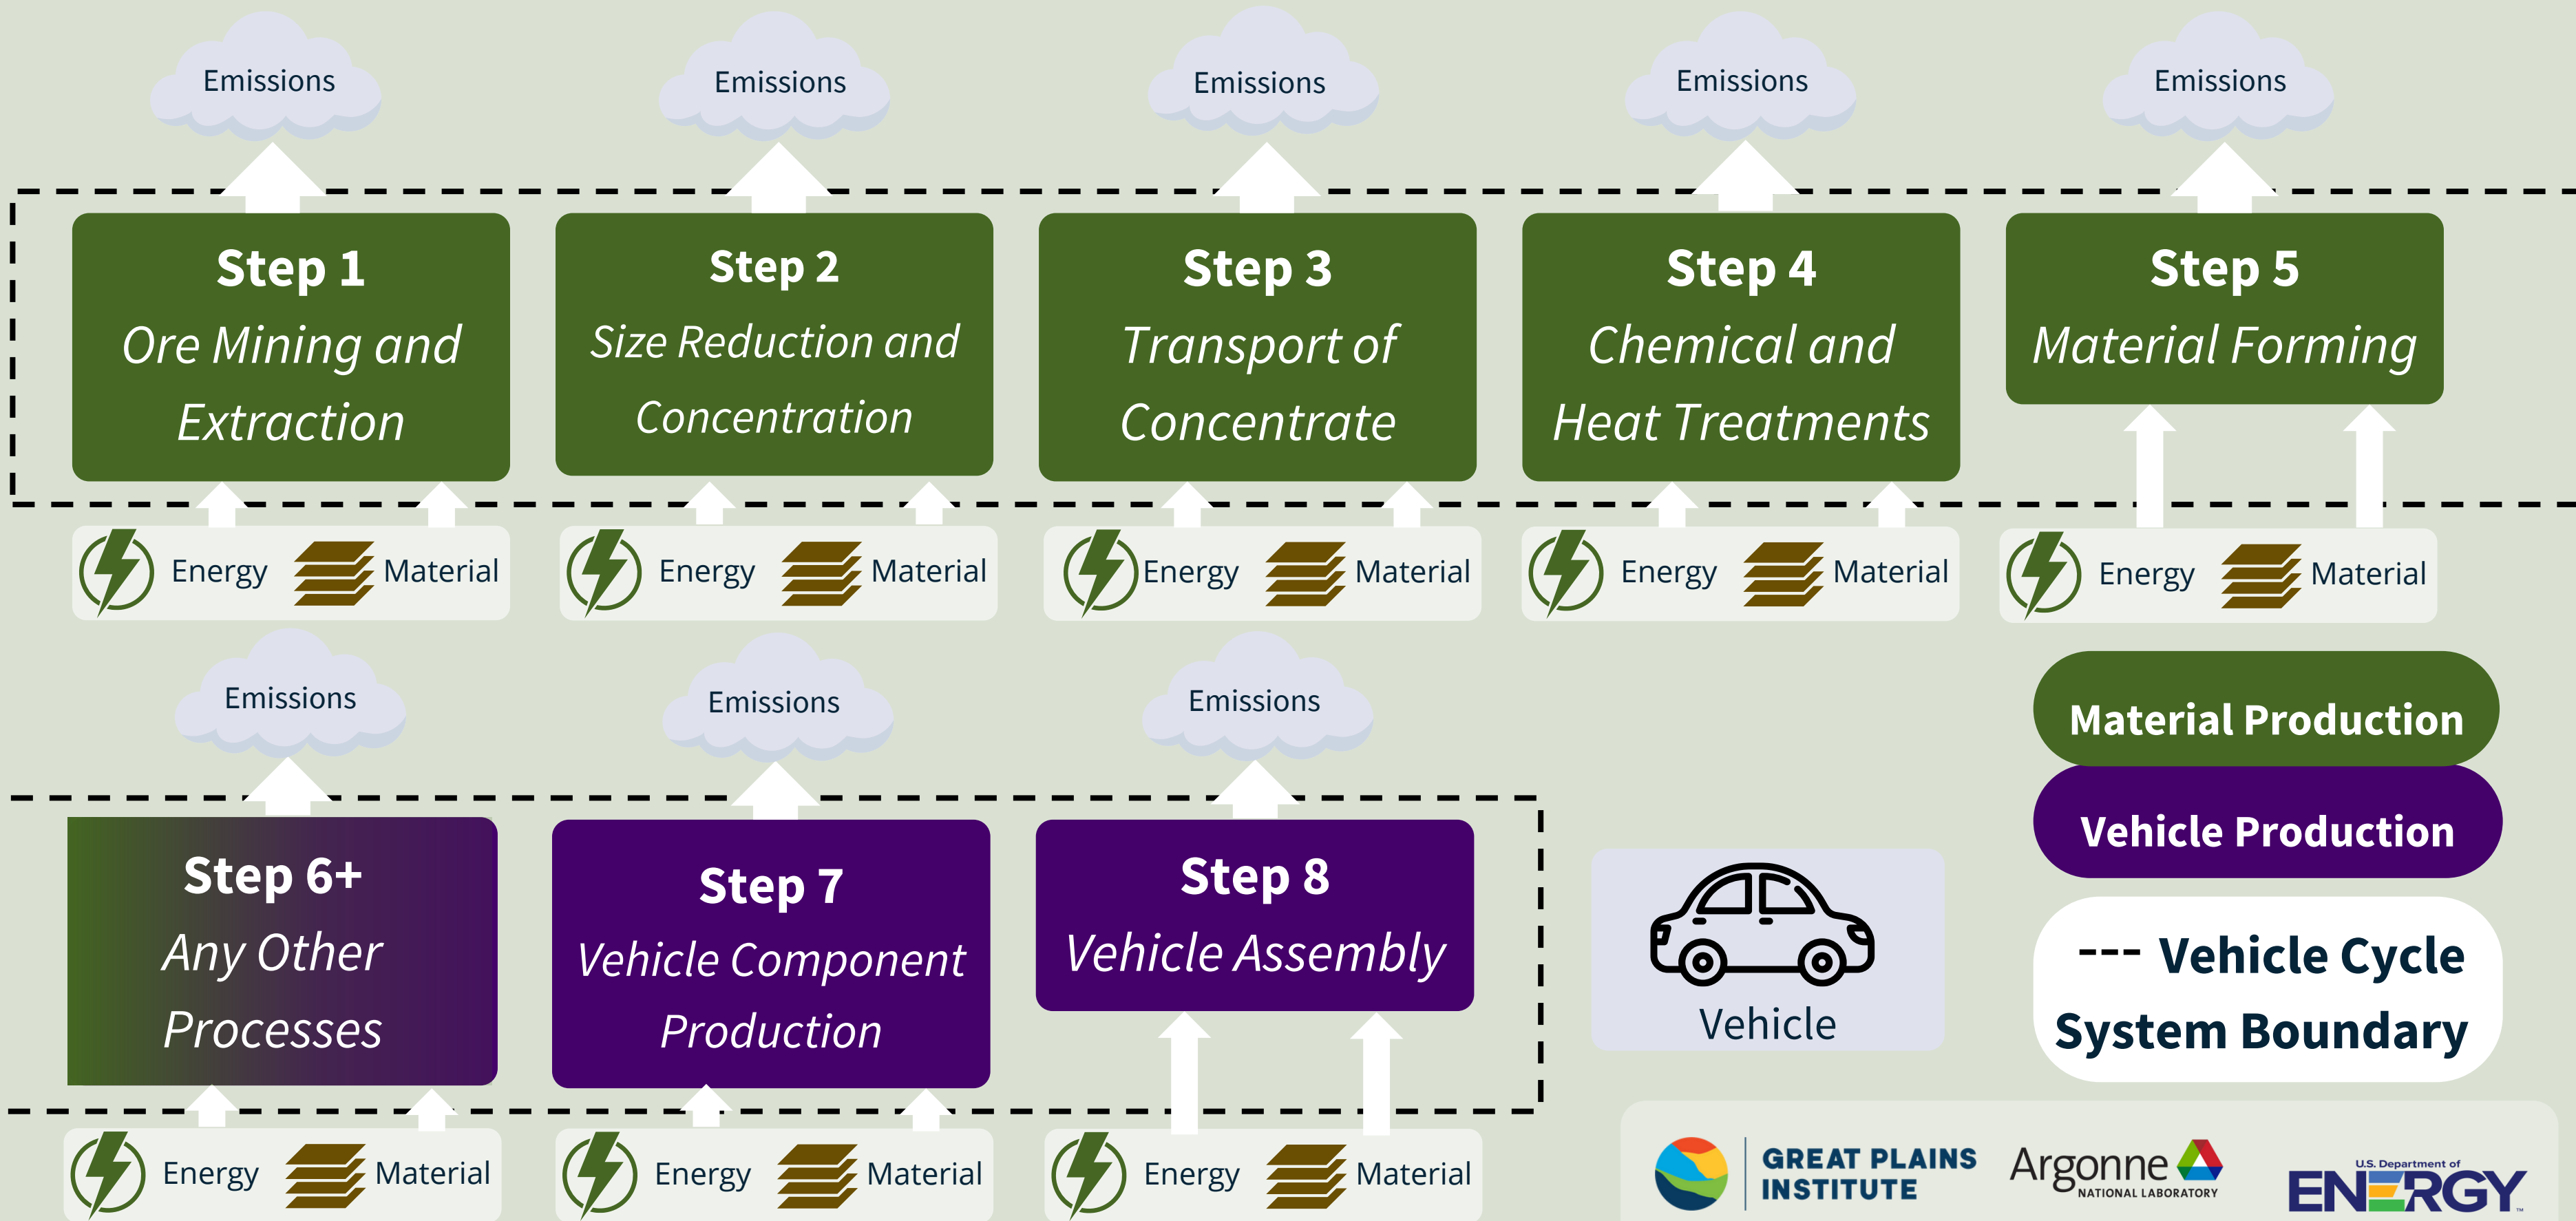 Emissions
Emissions
Emissions
Emissions
Emissions
Step 1
Ore Mining and
Extraction
Step 2
Size Reduction and
Concentration
Step 3
Transport of
Concentrate
Step 4
Chemical and
Heat Treatments
Step 5
Material Forming
Energy
Material
Energy
Material
Energy
Material
Energy
Material
Energy
Material
Emissions
Emissions
Emissions
Step 6+
Any Other
Processes
Step 7
Vehicle Component
Production
Step 8
Vehicle Assembly
Vehicle
Energy
Material
Energy
Material
Energy
Material
Material Production
Vehicle Production
--- Vehicle Cycle
System Boundary
GREAT PLAINS
INSTITUTE
Argonne
NATIONAL LABORATORY
U.S. Department of
ENERGY